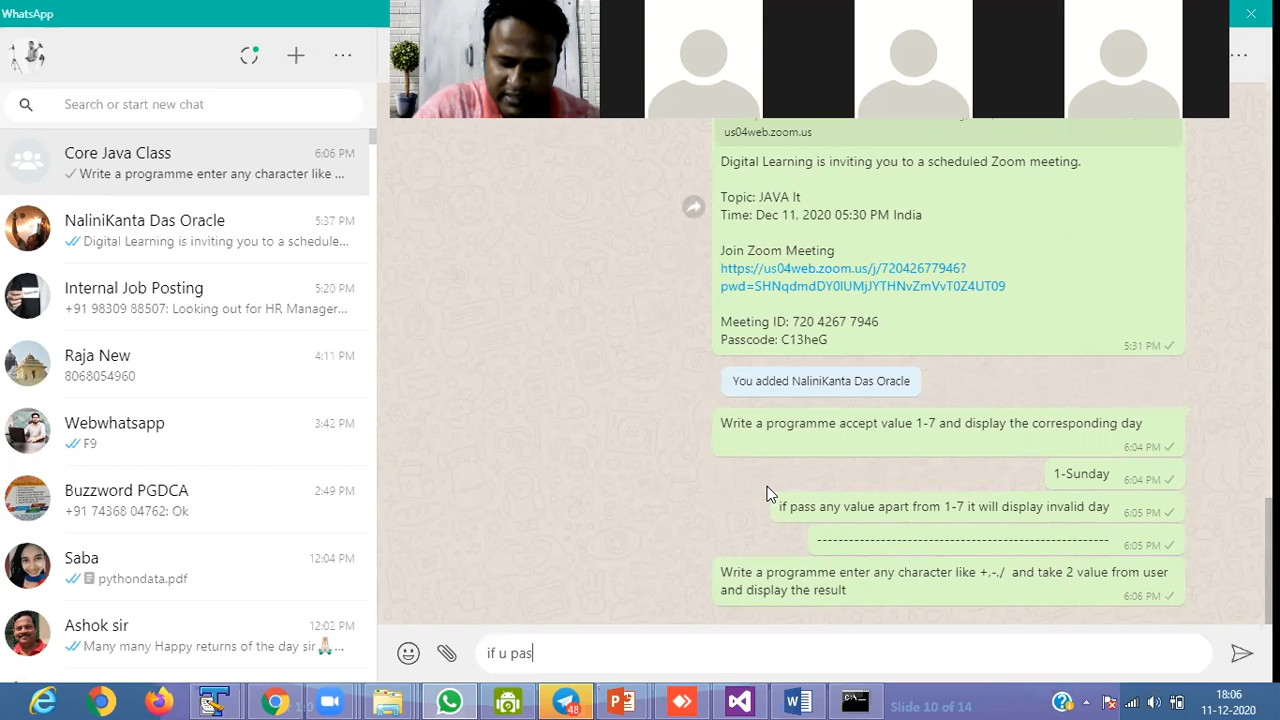 WhatsApp
Search or start new chat
Core Java Class
6:06 PM
Write a programme enter any character like ...
NaliniKanta Das Oracle
5:37 PM
Digital Learning is inviting you to a schedule...
Internal Job Posting
5:20 PM
+91 98309 88507: Looking out for HR Manager...
Raja New
4:11 PM
8068054960
Webwhatsapp
3:42 PM
F9
Buzzword PGDCA
2:49 PM
+91 74368 04762: Ok
Saba
12:04 PM
pythondata.pdf
Ashok sir
12:02 PM
Many many Happy returns of the day sir🙏...
us04web.zoom.us
Digital Learning is inviting you to a scheduled Zoom meeting.
Topic: JAVA It
Time: Dec 11, 2020 05:30 PM India
Join Zoom Meeting
https://us04web.zoom.us/j/72042677946?
pwd=SHNqdmdDY0lUMjJYTHNvZmVvT0Z4UT09
Meeting ID: 720 4267 7946
Passcode: C13heG
5:31 PM
You added NaliniKanta Das Oracle
Write a programme accept value 1-7 and display the corresponding day
6:04 PM
1-Sunday
6:04 PM
if pass any value apart from 1-7 it will display invalid day
6:05 PM
-------------------------------------------------------
6:05 PM
Write a programme enter any character like +,-,/ and take 2 value from user
and display the result
6:06 PM
if u pas
48
Slide 10 of 14
18:06
11-12-2020